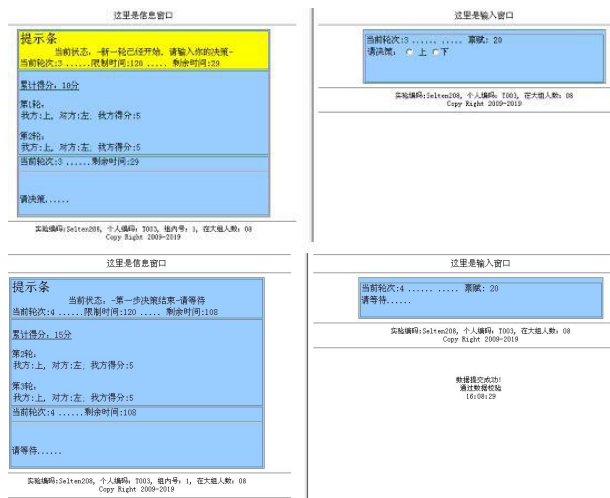 这里是信息窗口
提示条
当前状态：-新一轮已经开始，请输入你的决策-
当前轮次:3 ......限制时间:120 ..... 剩余时间:29
累计得分：10分
第1轮：
我方:上，对方:左，我方得分:5
第2轮：
我方:上，对方:左，我方得分:5
当前轮次:3 ......剩余时间:29
请决策......
实验编码:Selten208, 个人编码: T003, 组内号: 1, 在大组人数: 08
Copy Right 2009-2019
这里是输入窗口
当前轮次:3 ...... ...... 禀赋: 20
请决策： 上 下
实验编码:Selten208, 个人编码: T003, 在大组人数: 08
Copy Right 2009-2019
这里是信息窗口
提示条
当前状态：-第一步决策结束-请等待
当前轮次:4 ......限制时间:120 ..... 剩余时间:108
累计得分：15分
第2轮：
我方:上，对方:左，我方得分:5
第3轮：
我方:上，对方:左，我方得分:5
当前轮次:4 ......剩余时间:108
请等待......
实验编码:Selten208, 个人编码: T003, 组内号: 1, 在大组人数: 08
Copy Right 2009-2019
这里是输入窗口
当前轮次:4 ...... ...... 禀赋: 20
请等待......
实验编码:Selten208, 个人编码: T003, 在大组人数: 08
Copy Right 2009-2019
数据提交成功!
通过数据校验
16:08:29